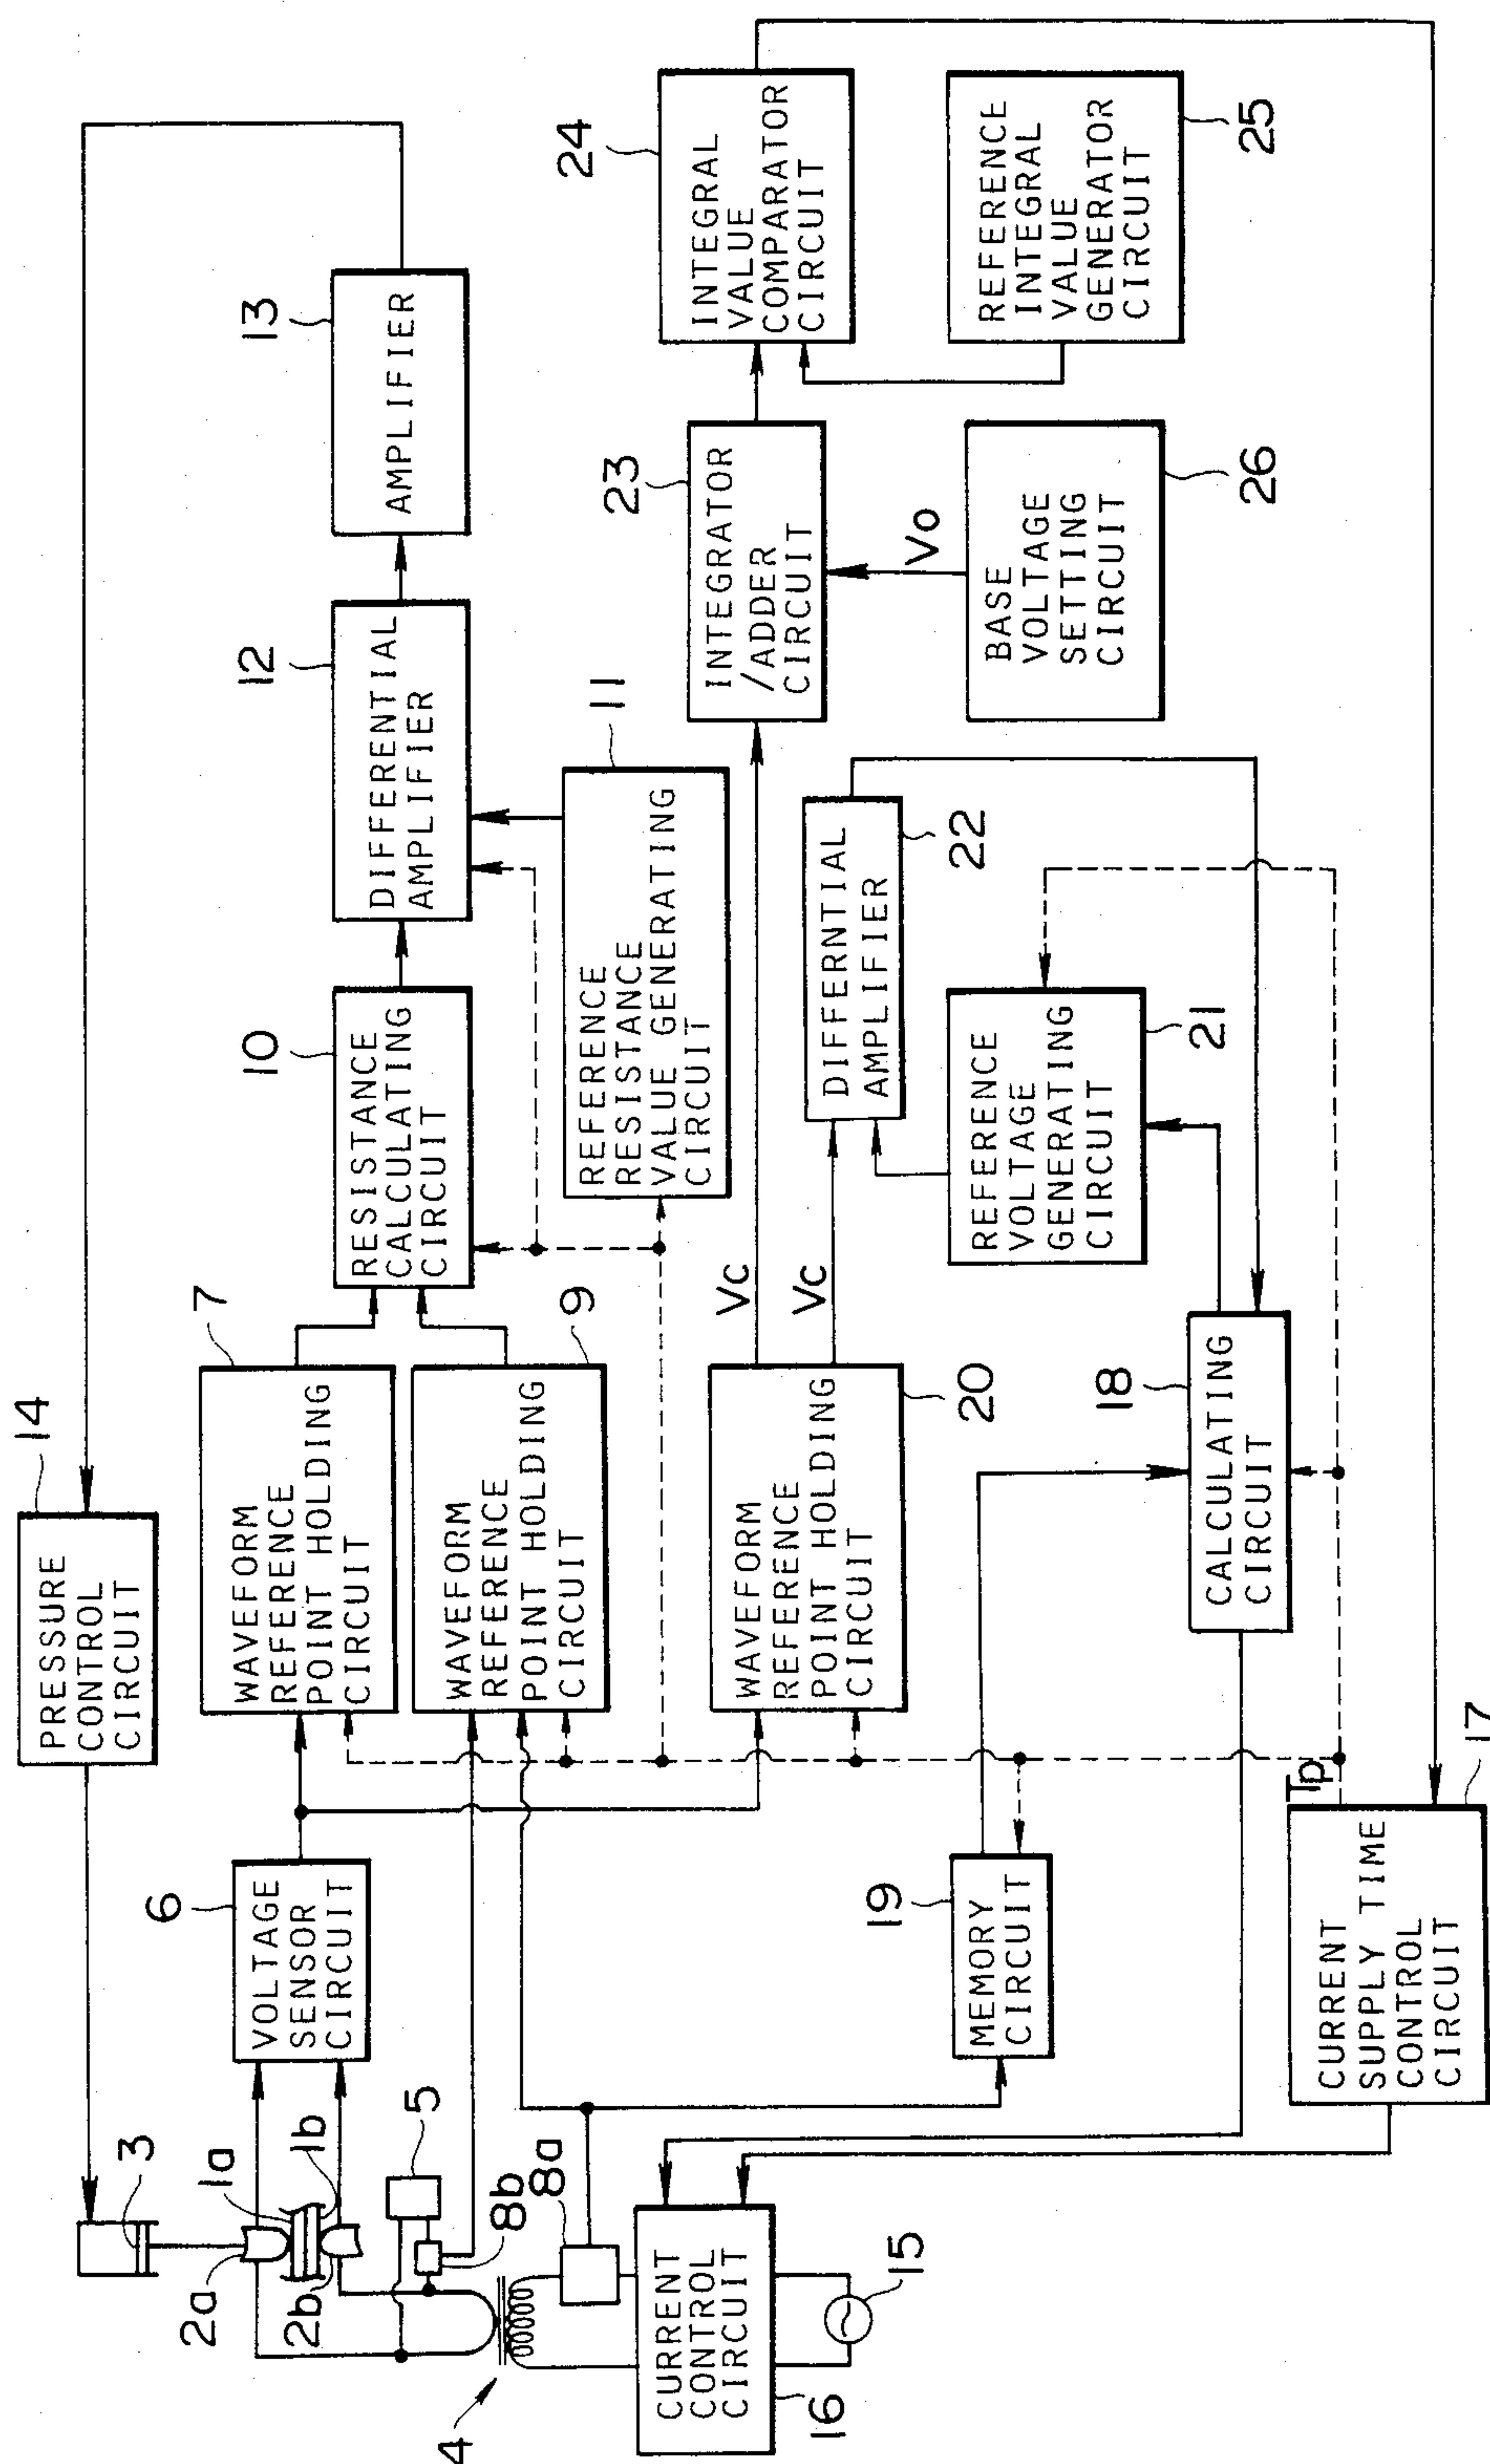 14
PRESSURE
CONTROL
CIRCUIT
3
2a
1a
1b
2b
5
8b
8a
4
6
VOLTAGE
SENSOR
CIRCUIT
7
WAVEFORM
REFERENCE
POINT HOLDING
CIRCUIT
9
WAVEFORM
REFERENCE
POINT HOLDING
CIRCUIT
10
RESISTANCE
CALCULATING
CIRCUIT
11
REFERENCE
RESISTANCE
VALUE GENERATING
CIRCUIT
12
DIFFERENTIAL
AMPLIFIER
13
AMPLIFIER
20
WAVEFORM
REFERENCE
POINT HOLDING
CIRCUIT
Vc
Vc
22
DIFFERNTIAL
AMPLIFIER
21
REFERENCE
VOLTAGE
GENERATING
CIRCUIT
23
INTEGRATOR
/ADDER
CIRCUIT
Vo
26
BASE
VOLTAGE
SETTING
CIRCUIT
24
INTEGRAL
VALUE
COMPARATOR
CIRCUIT
25
REFERENCE
INTEGRAL
VALUE
GENERATOR
CIRCUIT
19
MEMORY
CIRCUIT
18
CALCULATING
CIRCUIT
16
CURRENT
CONTROL
CIRCUIT
15
17
CURRENT
SUPPLY TIME
CONTROL
CIRCUIT
Tp